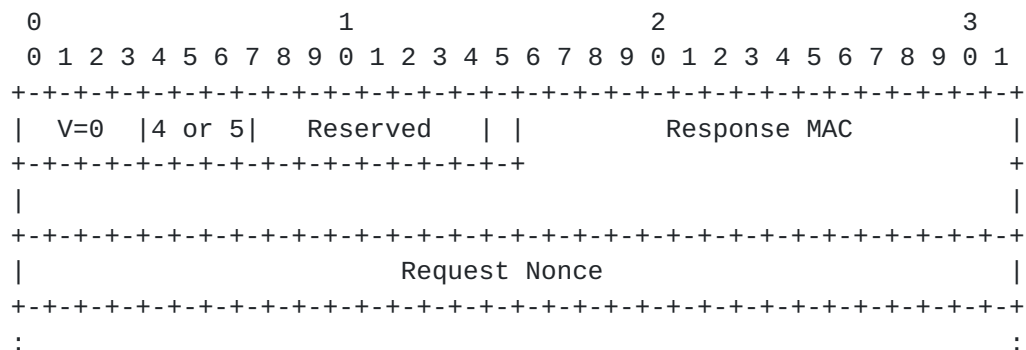 0                   1                   2                   3
 0 1 2 3 4 5 6 7 8 9 0 1 2 3 4 5 6 7 8 9 0 1 2 3 4 5 6 7 8 9 0 1
+-+-+-+-+-+-+-+-+-+-+-+-+-+-+-+-+-+-+-+-+-+-+-+-+-+-+-+-+-+-+-+-+
|  V=0  |4 or 5|   Reserved   | |         Response MAC          |
+-+-+-+-+-+-+-+-+-+-+-+-+-+-+-+-+                               +
|                                                               |
+-+-+-+-+-+-+-+-+-+-+-+-+-+-+-+-+-+-+-+-+-+-+-+-+-+-+-+-+-+-+-+-+
|                        Request Nonce                          |
+-+-+-+-+-+-+-+-+-+-+-+-+-+-+-+-+-+-+-+-+-+-+-+-+-+-+-+-+-+-+-+-+
:                                                               :